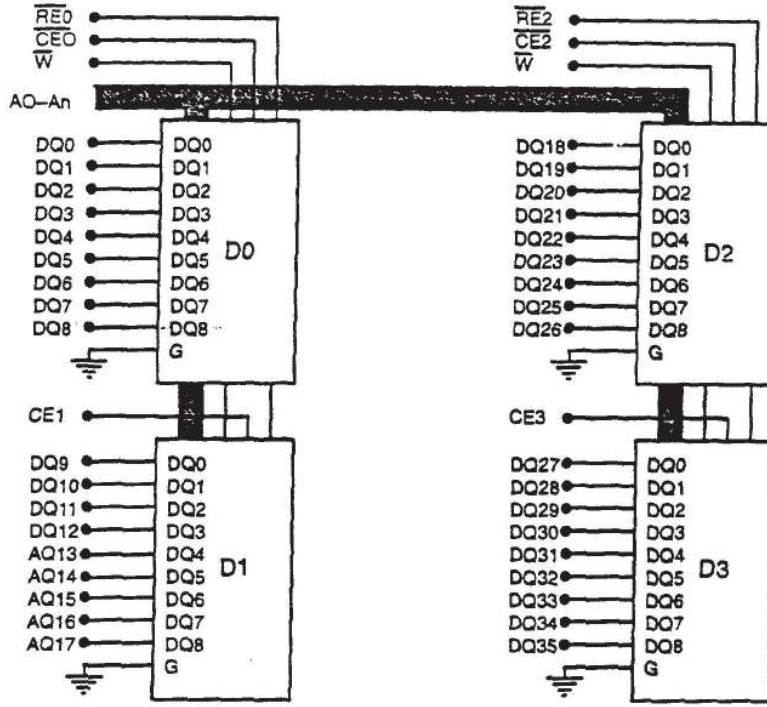 RE0
CEO
W
AO–An
DQ0 DQ0
DQ1 DQ1
DQ2 DQ2
DQ3 DQ3
DQ4 DQ4
DQ5 DQ5
DQ6 DQ6
DQ7 DQ7
DQ8 DQ8
G
D0
CE1
DQ9 DQ0
DQ10 DQ1
DQ11 DQ2
DQ12 DQ3
AQ13 DQ4
AQ14 DQ5
AQ15 DQ6
AQ16 DQ7
AQ17 DQ8
G
D1
RE2
CE2
W
DQ18 DQ0
DQ19 DQ1
DQ20 DQ2
DQ21 DQ3
DQ22 DQ4
DQ23 DQ5
DQ24 DQ6
DQ25 DQ7
DQ26 DQ8
G
D2
CE3
DQ27 DQ0
DQ28 DQ1
DQ29 DQ2
DQ30 DQ3
DQ31 DQ4
DQ32 DQ5
DQ33 DQ6
DQ34 DQ7
DQ35 DQ8
G
D3